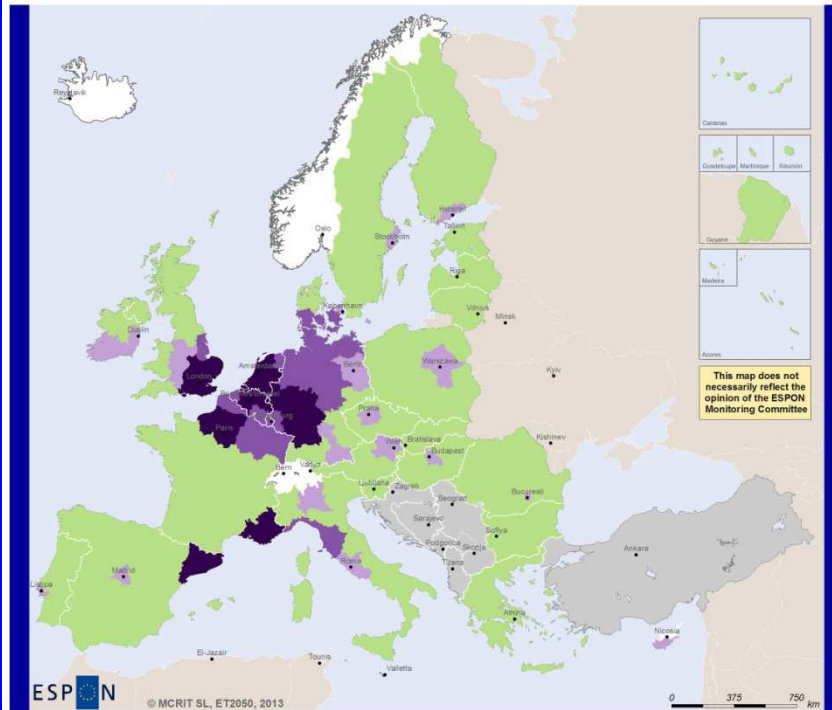 Reykjavik
Canarias
Guadeloupe
Martinique
Réunion
Guyane
Madeira
Acores
This map does not
necessarily reflect the
opinion of the ESPON
Monitoring Committee
Helsinki
Oslo
Tallinn
Stockholm
Riga
København
Vilnius
Minsk
Dublin
Berlin
Warszawa
London
Kyiv
Praha
Paris
Wien
Bratislava
Budapest
Kishinev
Bern
Vaduz
Ljubljana
Zagreb
Beograd
Bucuresti
Sarajevo
Sofiya
Podgorica
Skopje
Roma
Tirana
Ankara
Madrid
Lisboa
Athina
Nicosia
El-Jazair
Tounis
Valletta
ESPON
© MCRIT SL, ET2050, 2013
0 375 750
km